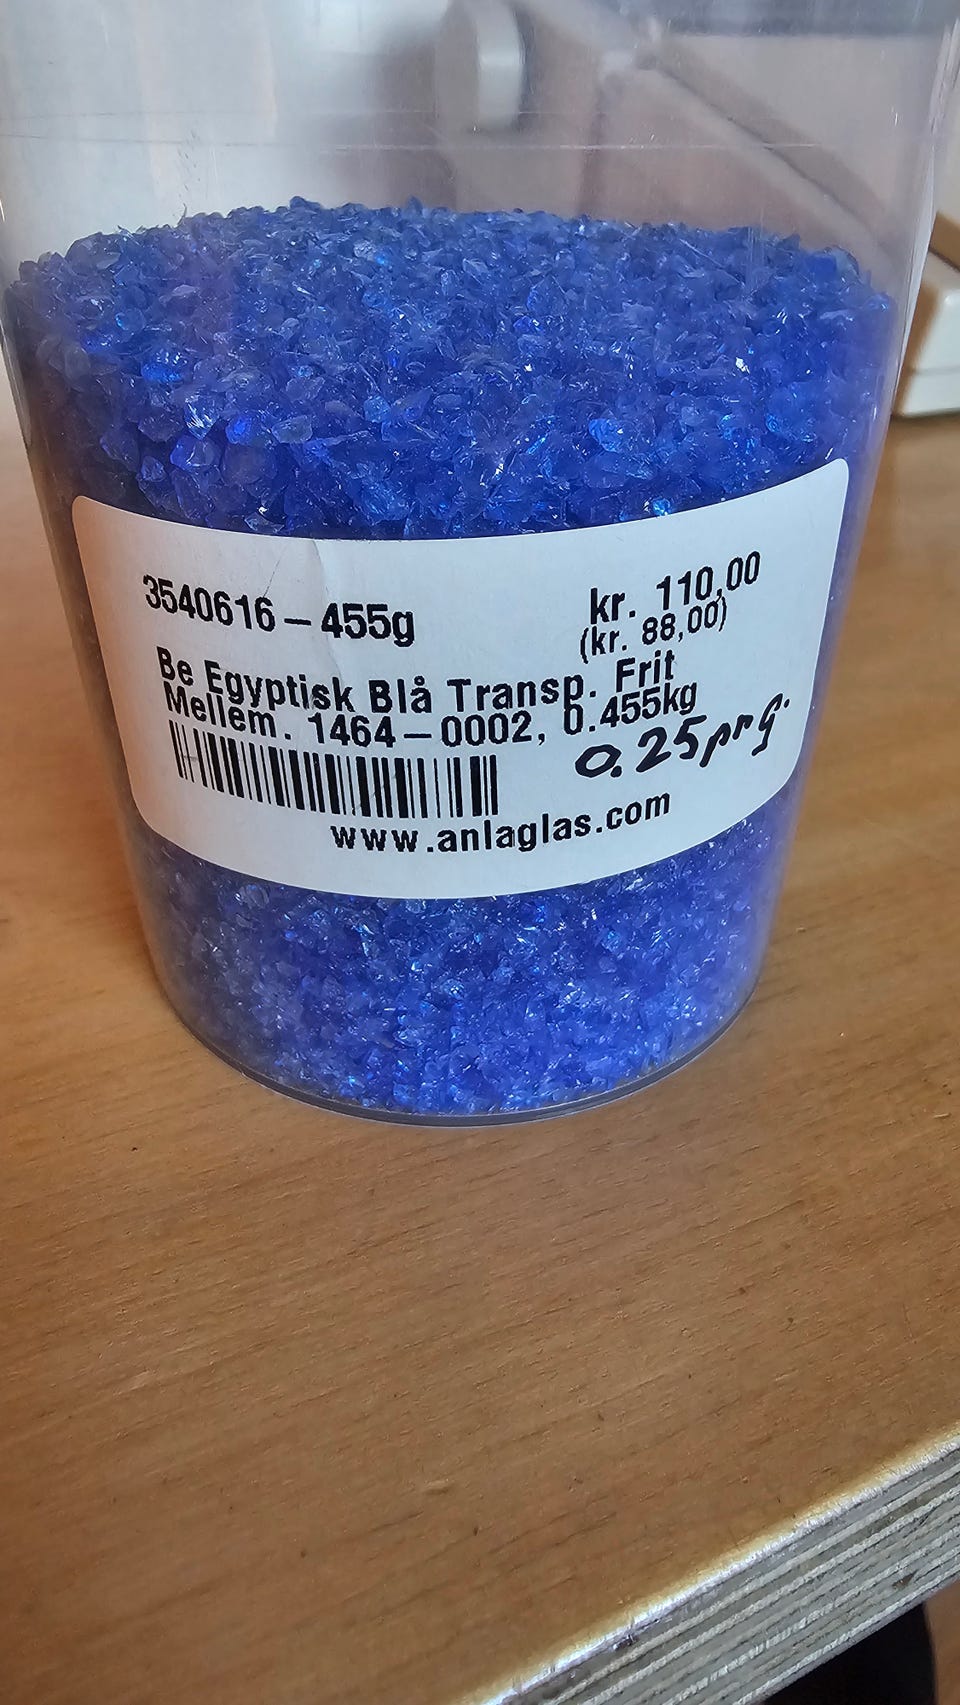 3540616-455g kr. 110,00
(kr. 88,00)
Be Egyptisk Blå Transp. Frit
Mellem. 1464-0002, 0.455kg
0.25 pr g.
www.anlaglas.com